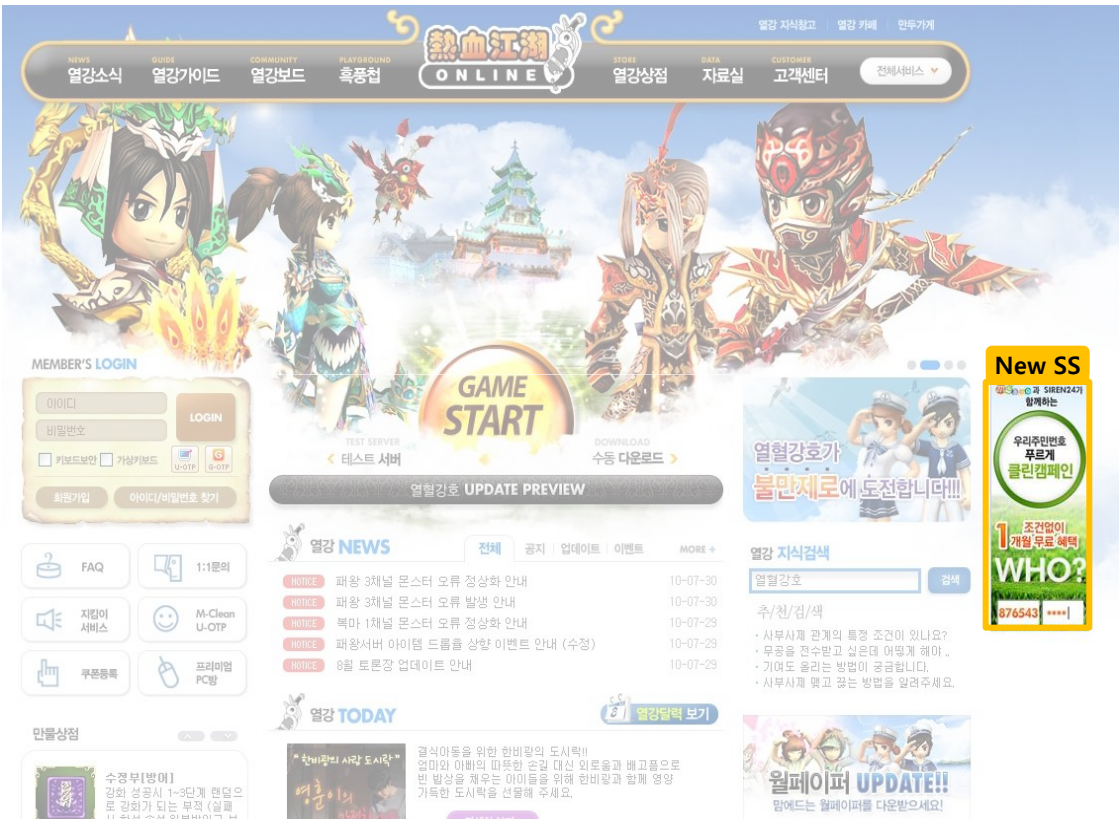 열강 지식창고
열강 카페
만두가게
熱血江湖
ONLINE
NEWS
열강소식
GUIDE
열강가이드
COMMUNITY
열강보드
PLAYGROUND
흑풍첩
STORE
열강상점
DATA
자료실
CUSTOMER
고객센터
전체서비스
MEMBER'S LOGIN
아이디
비밀번호
LOGIN
키보드보안
가상키보드
U-OTP
G-OTP
회원가입
아이디/비밀번호 찾기
GAME
START
TEST SERVER
테스트 서버
DOWNLOAD
수동 다운로드
열혈강호 UPDATE PREVIEW
열혈강호가
불만제로에 도전합니다!!!
New SS
과 SIREN24가
함께하는
우리주민번호
푸르게
클린캠페인
1 조건없이
개월 무료 혜택
WHO?
876543 ****
FAQ
1:1문의
지킴이
서비스
M-Clean
U-OTP
쿠폰등록
프리미엄
PC방
열강 NEWS
전체
공지
업데이트
이벤트
MORE +
NOTICE 패왕 3채널 몬스터 오류 정상화 안내 10-07-30
NOTICE 패왕 3채널 몬스터 오류 발생 안내 10-07-30
NOTICE 복마 1채널 몬스터 오류 정상화 안내 10-07-29
NOTICE 패왕서버 아이템 드롭율 상향 이벤트 안내 (수정) 10-07-29
NOTICE 8월 토론장 업데이트 안내 10-07-29
열강 지식검색
열혈강호
검색
추/천/검/색
· 사부사제 관계의 특정 조건이 있나요?
· 무공을 전수받고 싶은데 어떻게 해야 ..
· 기여도 올리는 방법이 궁금합니다.
· 사부사제 맺고 끊는 방법을 알려주세요.
만물상점
수경부[방어]
강화 성공시 1~3단계 랜덤으
로 강화가 되는 부적 (실패
열강 TODAY
열강달력 보기
"한비광의 사랑 도시락"
영훈이의
결식아동을 위한 한비광의 도시락!!
엄마와 아빠의 따뜻한 손길 대신 외로움과 배고픔으로
빈 밥상을 채우는 아이들을 위해 한비광과 함께 영양
가득한 도시락을 선물해 주세요.
월페이퍼 UPDATE!!
맘에드는 월페이퍼를 다운받으세요!